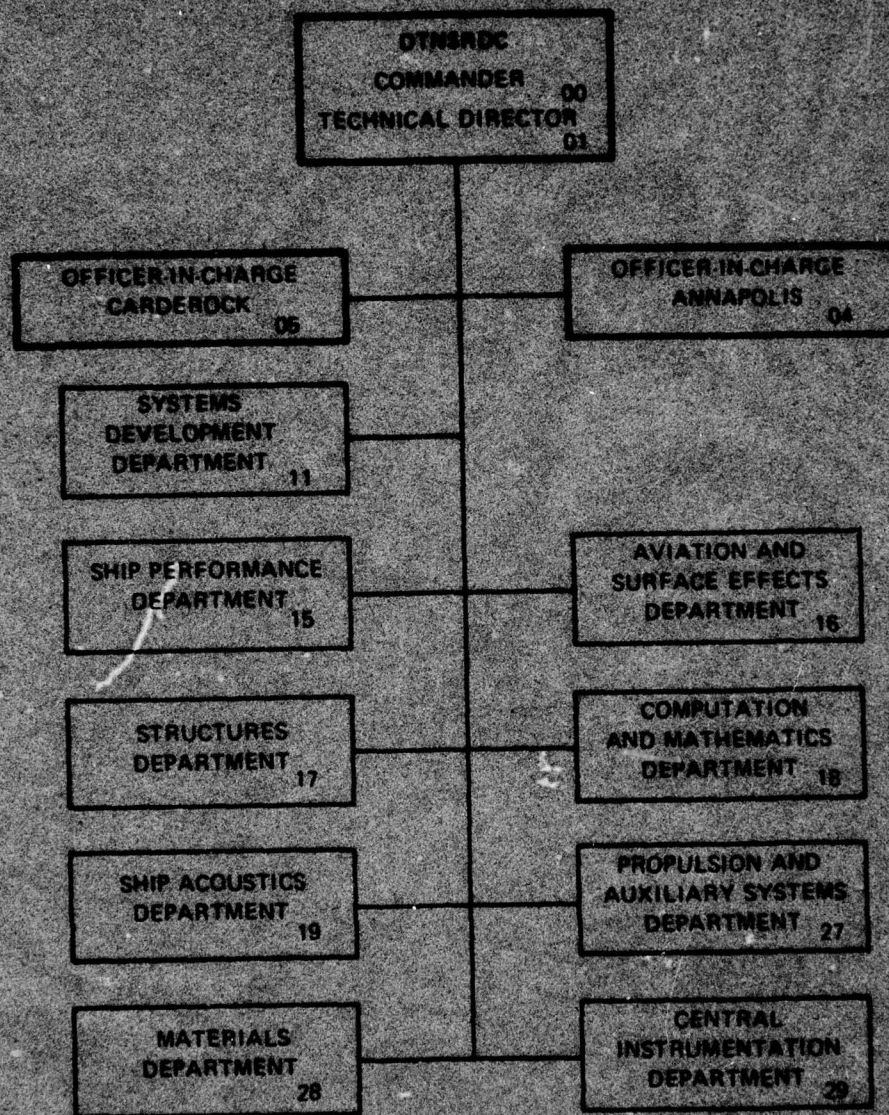 DTNSRDC
COMMANDER 00
TECHNICAL DIRECTOR 01
OFFICER-IN-CHARGE
CARDEROCK 05
OFFICER-IN-CHARGE
ANNAPOLIS 04
SYSTEMS
DEVELOPMENT
DEPARTMENT 11
SHIP PERFORMANCE
DEPARTMENT 15
AVIATION AND
SURFACE EFFECTS
DEPARTMENT 16
STRUCTURES
DEPARTMENT 17
COMPUTATION
AND MATHEMATICS
DEPARTMENT 18
SHIP ACOUSTICS
DEPARTMENT 19
PROPULSION AND
AUXILIARY SYSTEMS
DEPARTMENT 27
MATERIALS
DEPARTMENT 28
CENTRAL
INSTRUMENTATION
DEPARTMENT 29